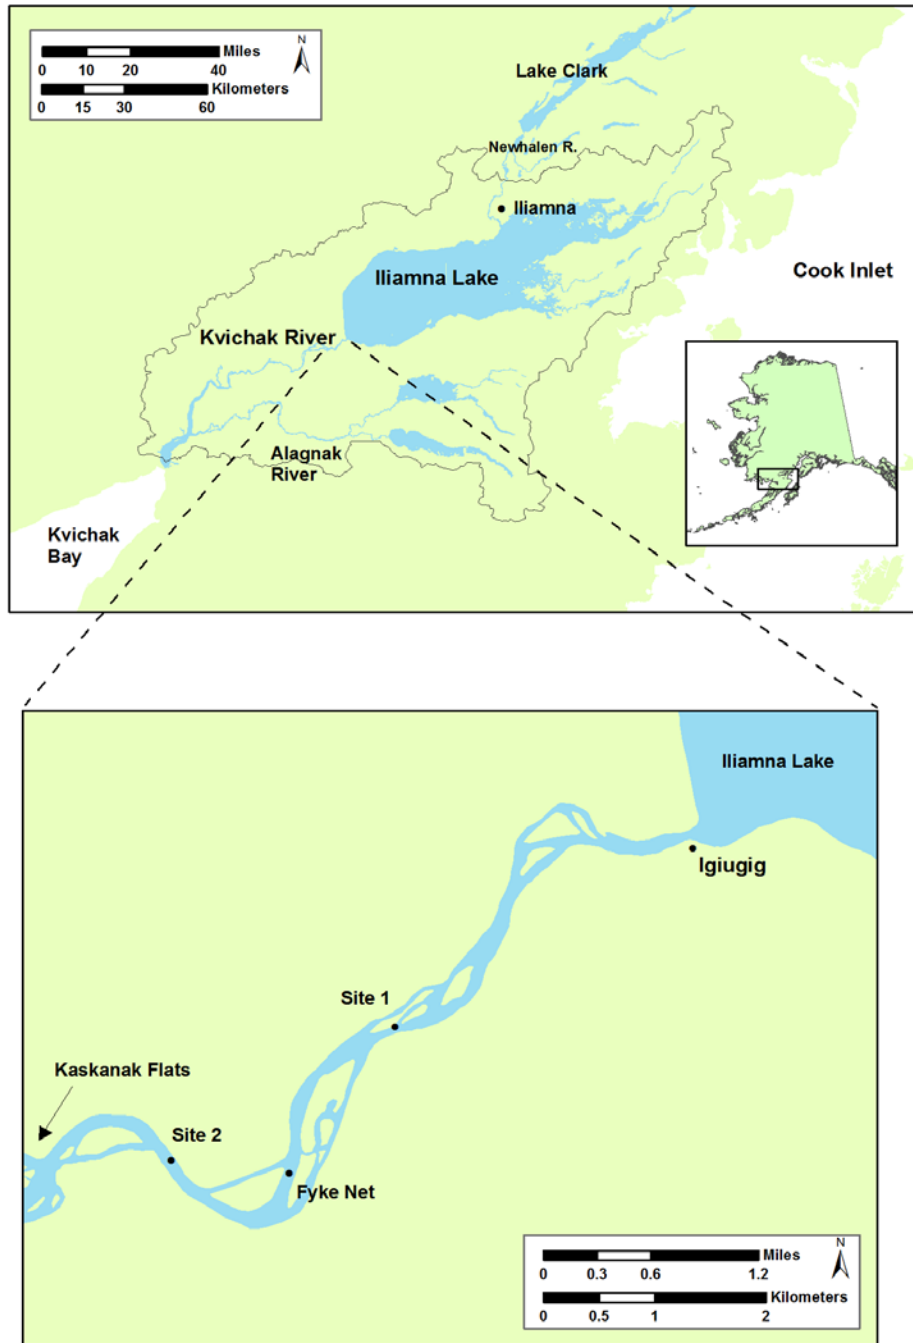 N
Miles
0 10 20 40
Kilometers
0 15 30 60
Lake Clark
Newhalen R.
Iliamna
Iliamna Lake
Cook Inlet
Kvichak River
Alagnak
River
Kvichak
Bay
Iliamna Lake
Igiugig
Site 1
Kaskanak Flats
Site 2
Fyke Net
N
Miles
0 0.3 0.6 1.2
Kilometers
0 0.5 1 2